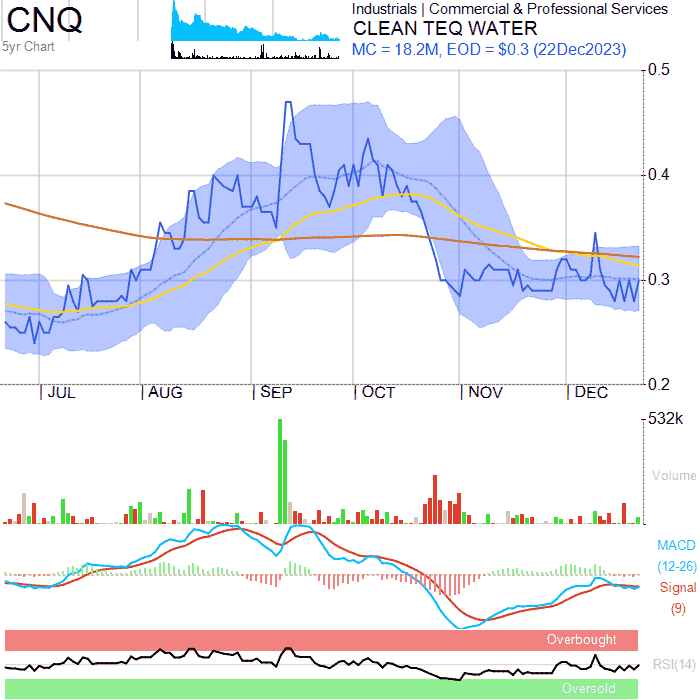 CNQ
5yr Chart
Industrials | Commercial & Professional Services
CLEAN TEQ WATER
MC = 18.2M, EOD = $0.3 (22Dec2023)
0.5
0.4
0.3
0.2
JUL AUG SEP OCT NOV DEC
532k
Volume
MACD
(12-26)
Signal
(9)
Overbought
RSI(14)
Oversold